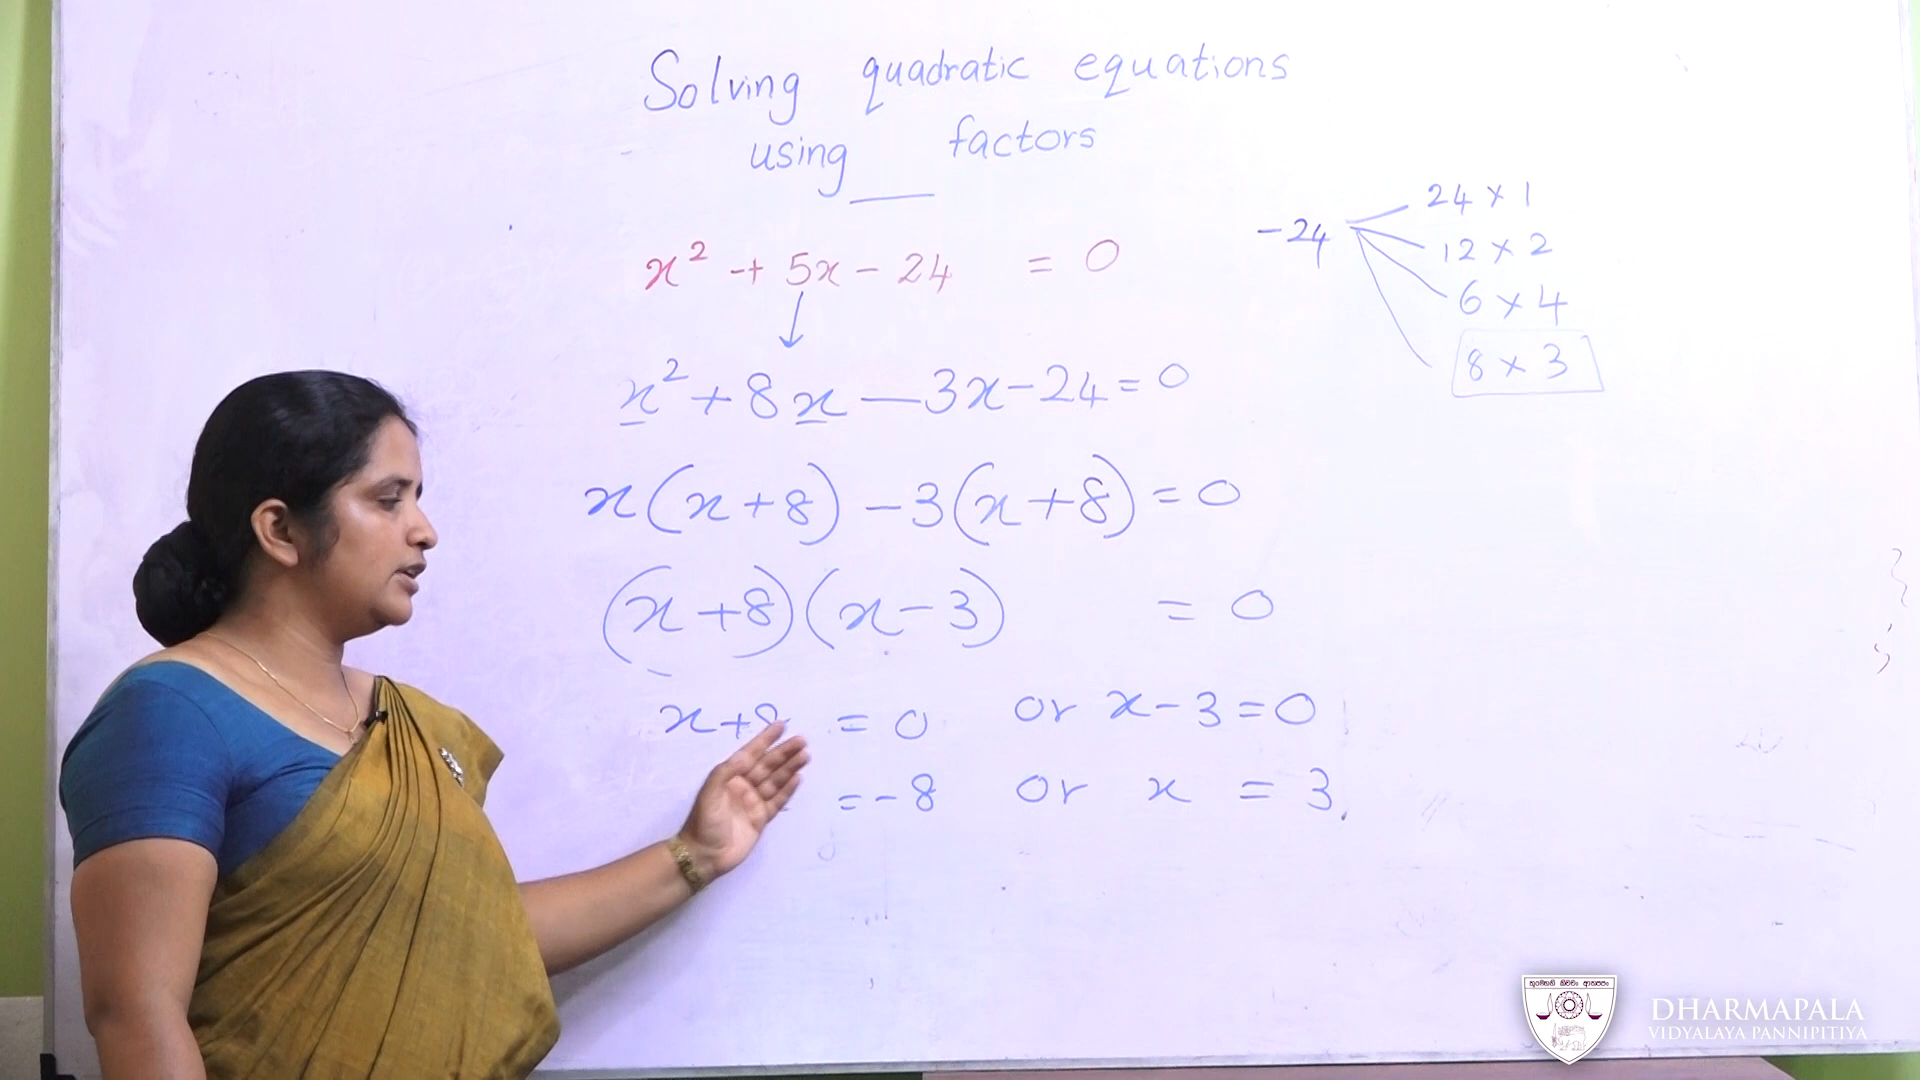 Solving quadratic equations
using factors
x² + 5x - 24 = 0
x² + 8x - 3x - 24 = 0
x(x+8) - 3(x+8) = 0
(x+8)(x-3) = 0
x+8 = 0 or x-3=0
= -8 or x = 3
-24
24 × 1
12 × 2
6 × 4
8 × 3
DHARMAPALA
VIDYALAYA PANNIPITIYA